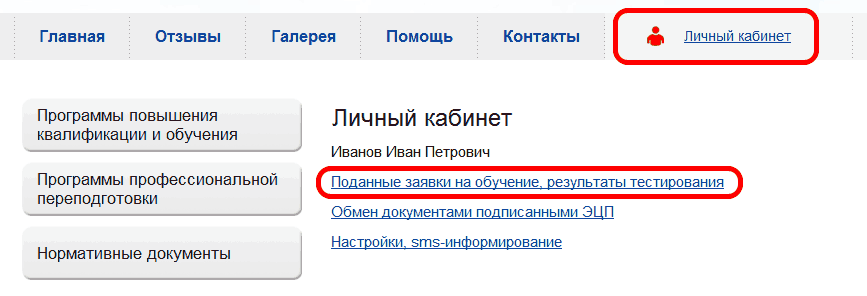 Главная Отзывы Галерея Помощь Контакты Личный кабинет
Программы повышения
квалификации и обучения
Программы профессиональной
переподготовки
Нормативные документы
Личный кабинет
Иванов Иван Петрович
Поданные заявки на обучение, результаты тестирования
Обмен документами подписанными ЭЦП
Настройки, sms-информирование